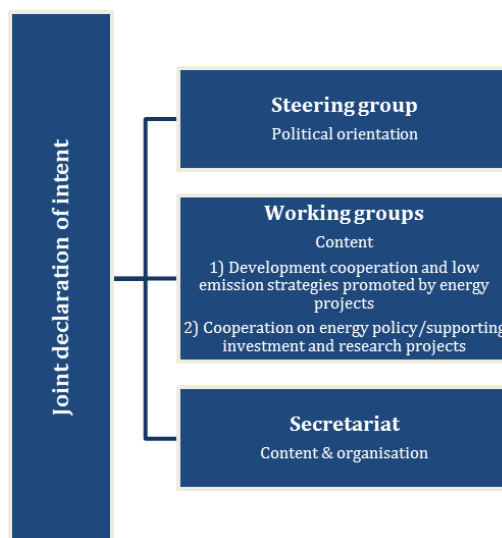 Joint declaration of intent
Steering group
Political orientation
Working groups
Content
1) Development cooperation and low
emission strategies promoted by energy
projects
2) Cooperation on energy policy/supporting
investment and research projects
Secretariat
Content & organisation